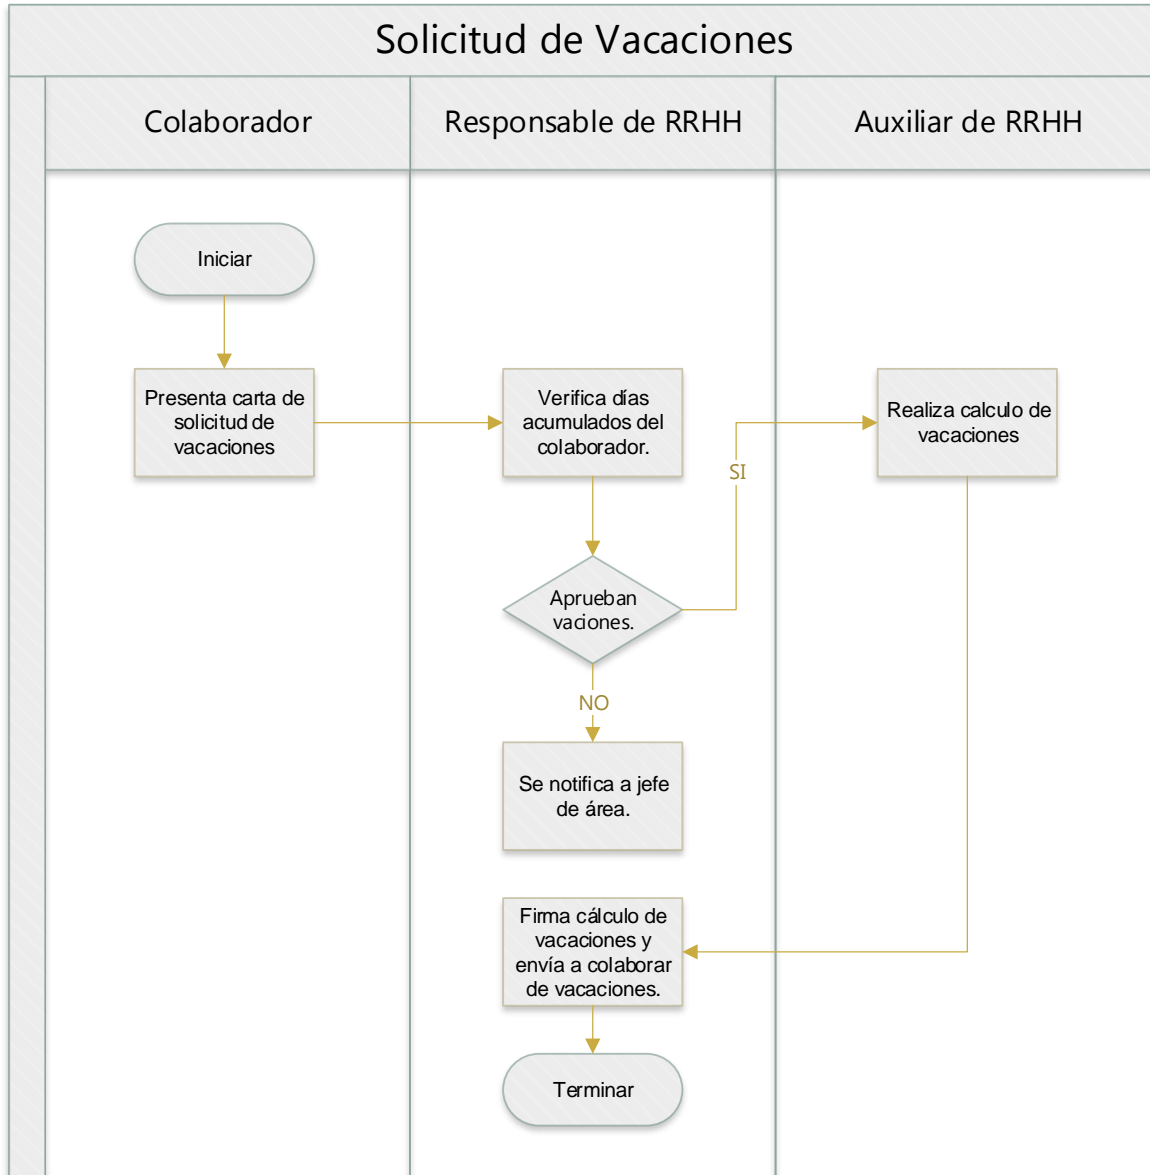 Solicitud de Vacaciones
Colaborador
Responsable de RRHH
Auxiliar de RRHH
Iniciar
Presenta carta de
solicitud de
vacaciones
Verifica días
acumulados del
colaborador.
Realiza calculo de
vacaciones
SI
Aprueban
vaciones.
NO
Se notifica a jefe
de área.
Firma cálculo de
vacaciones y
envía a colaborar
de vacaciones.
Terminar